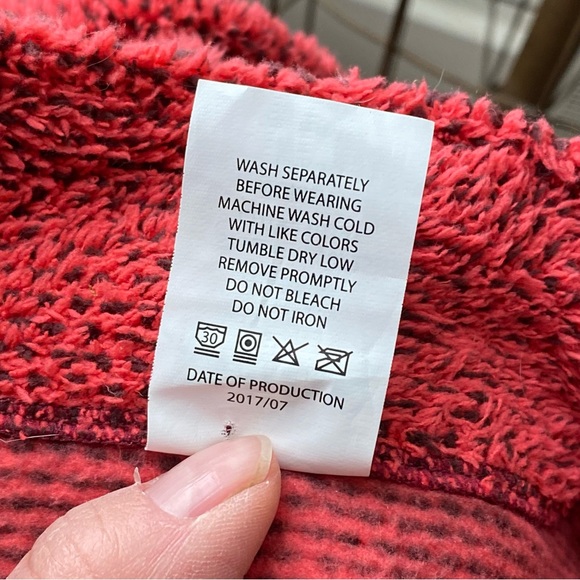 WASH SEPARATELY
BEFORE WEARING
MACHINE WASH COLD
WITH LIKE COLORS
TUMBLE DRY LOW
REMOVE PROMPTLY
DO NOT BLEACH
DO NOT IRON
30
DATE OF PRODUCTION
2017/07